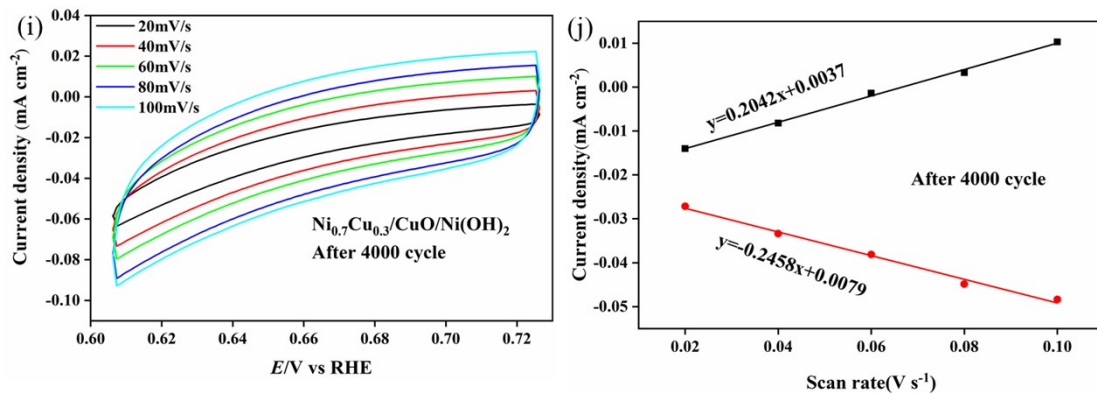 (i)
20mV/s
40mV/s
60mV/s
80mV/s
100mV/s
Ni0.7Cu0.3/CuO/Ni(OH)2
After 4000 cycle
Current density (mA cm-2)
0.04
0.02
0.00
-0.02
-0.04
-0.06
-0.08
-0.10
0.60
0.62
0.64
0.66
0.68
0.70
0.72
E/V vs RHE
(j)
y=0.2042x+0.0037
After 4000 cycle
y=-0.2458x+0.0079
Current density(mA cm-2)
0.01
0.00
-0.01
-0.02
-0.03
-0.04
-0.05
0.02
0.04
0.06
0.08
0.10
Scan rate(V s-1)